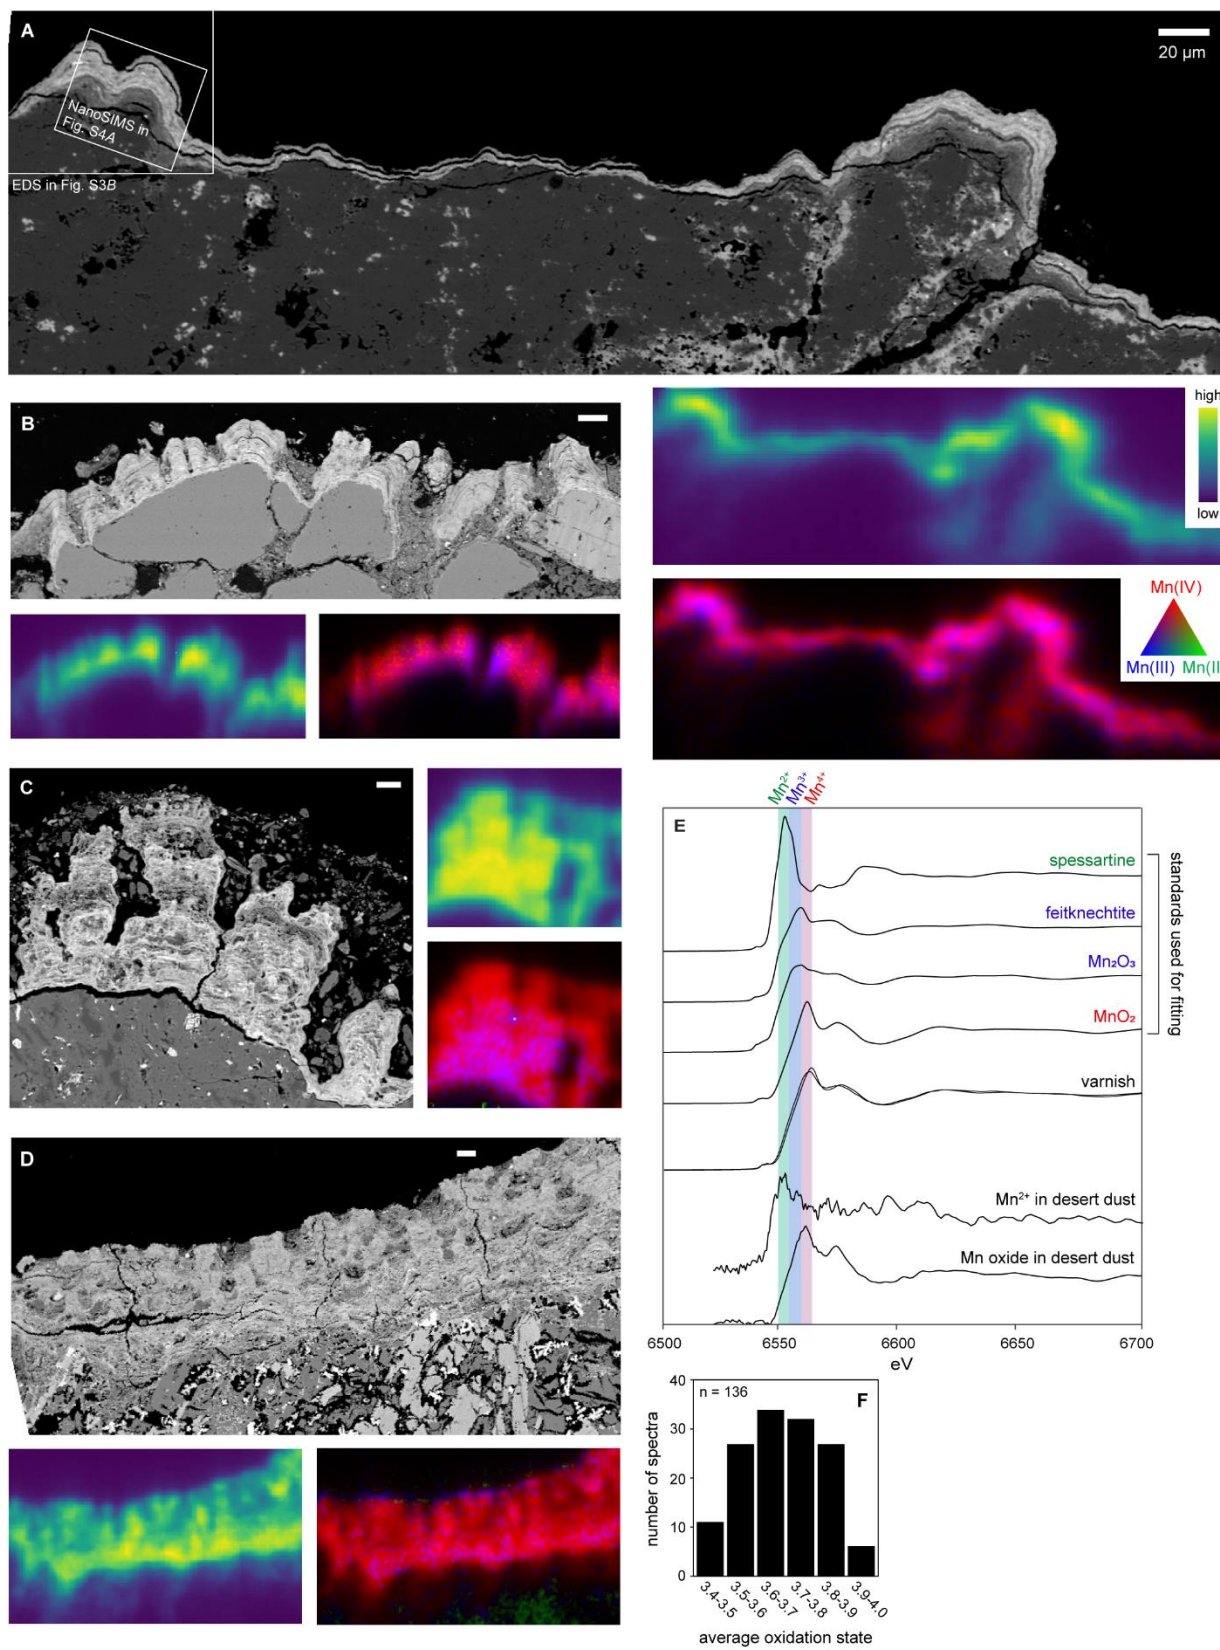 A
20 µm
NanoSIMS in
Fig. S4A
EDS in Fig. S3B
B
high
low
Mn(IV)
Mn(III) Mn(II
C
D
Mn²⁺
Mn³⁺
Mn⁴⁺
E
spessartine
feitknechtite
Mn₂O₃
MnO₂
standards used for fitting
varnish
Mn²⁺ in desert dust
Mn oxide in desert dust
6500 6550 6600 6650 6700
eV
F
n = 136
number of spectra
40
30
20
10
0
3.4-3.5
3.5-3.6
3.6-3.7
3.7-3.8
3.8-3.9
3.9-4.0
average oxidation state